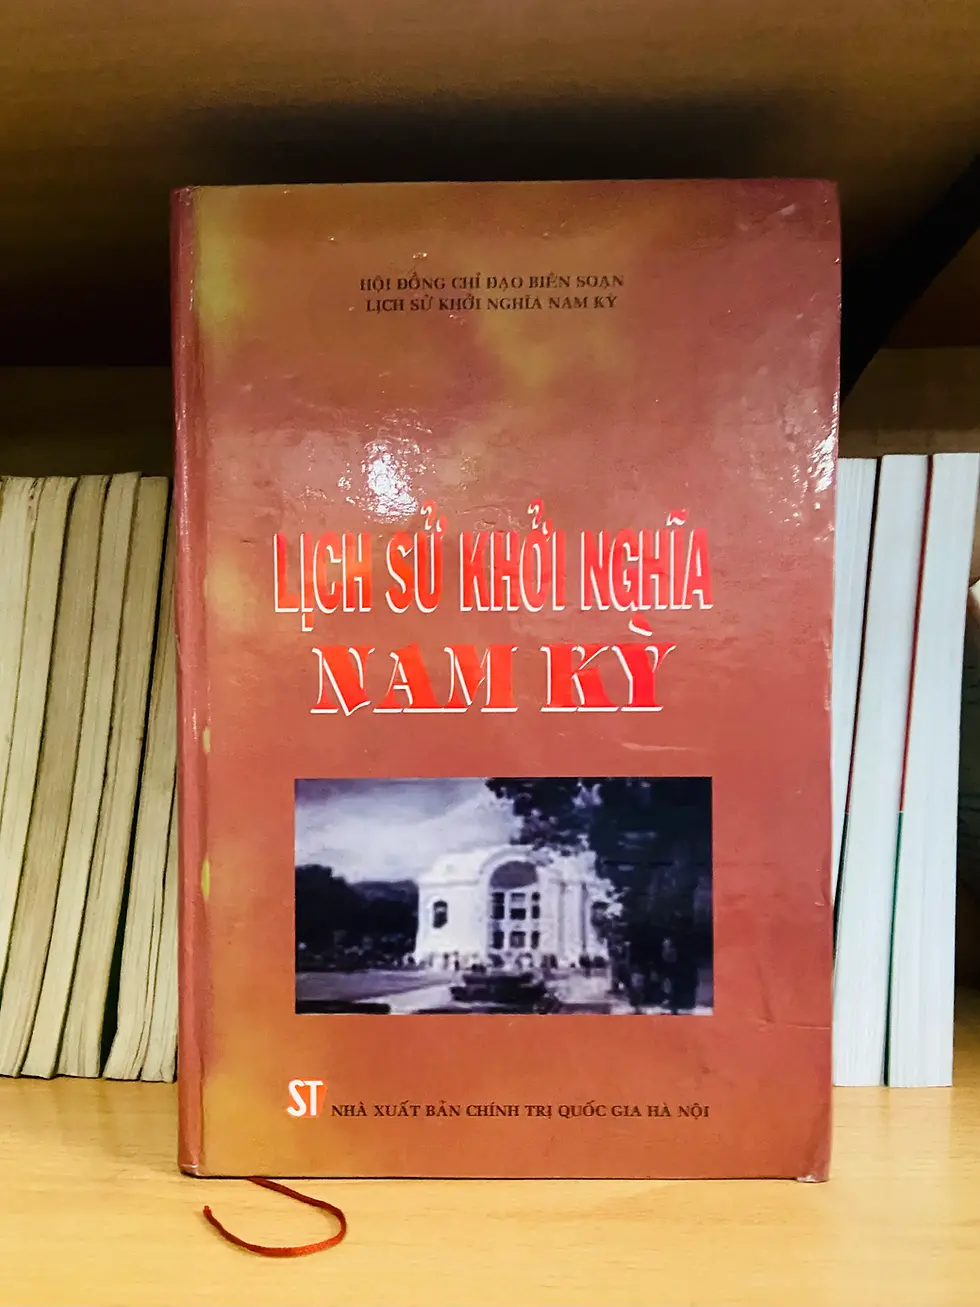 HỘI ĐỒNG CHỈ ĐẠO BIÊN SOẠN
LỊCH SỬ KHỞI NGHĨA NAM KỲ
LỊCH SỬ KHỞI NGHĨA
NAM KỲ
ST NHÀ XUẤT BẢN CHÍNH TRỊ QUỐC GIA HÀ NỘI